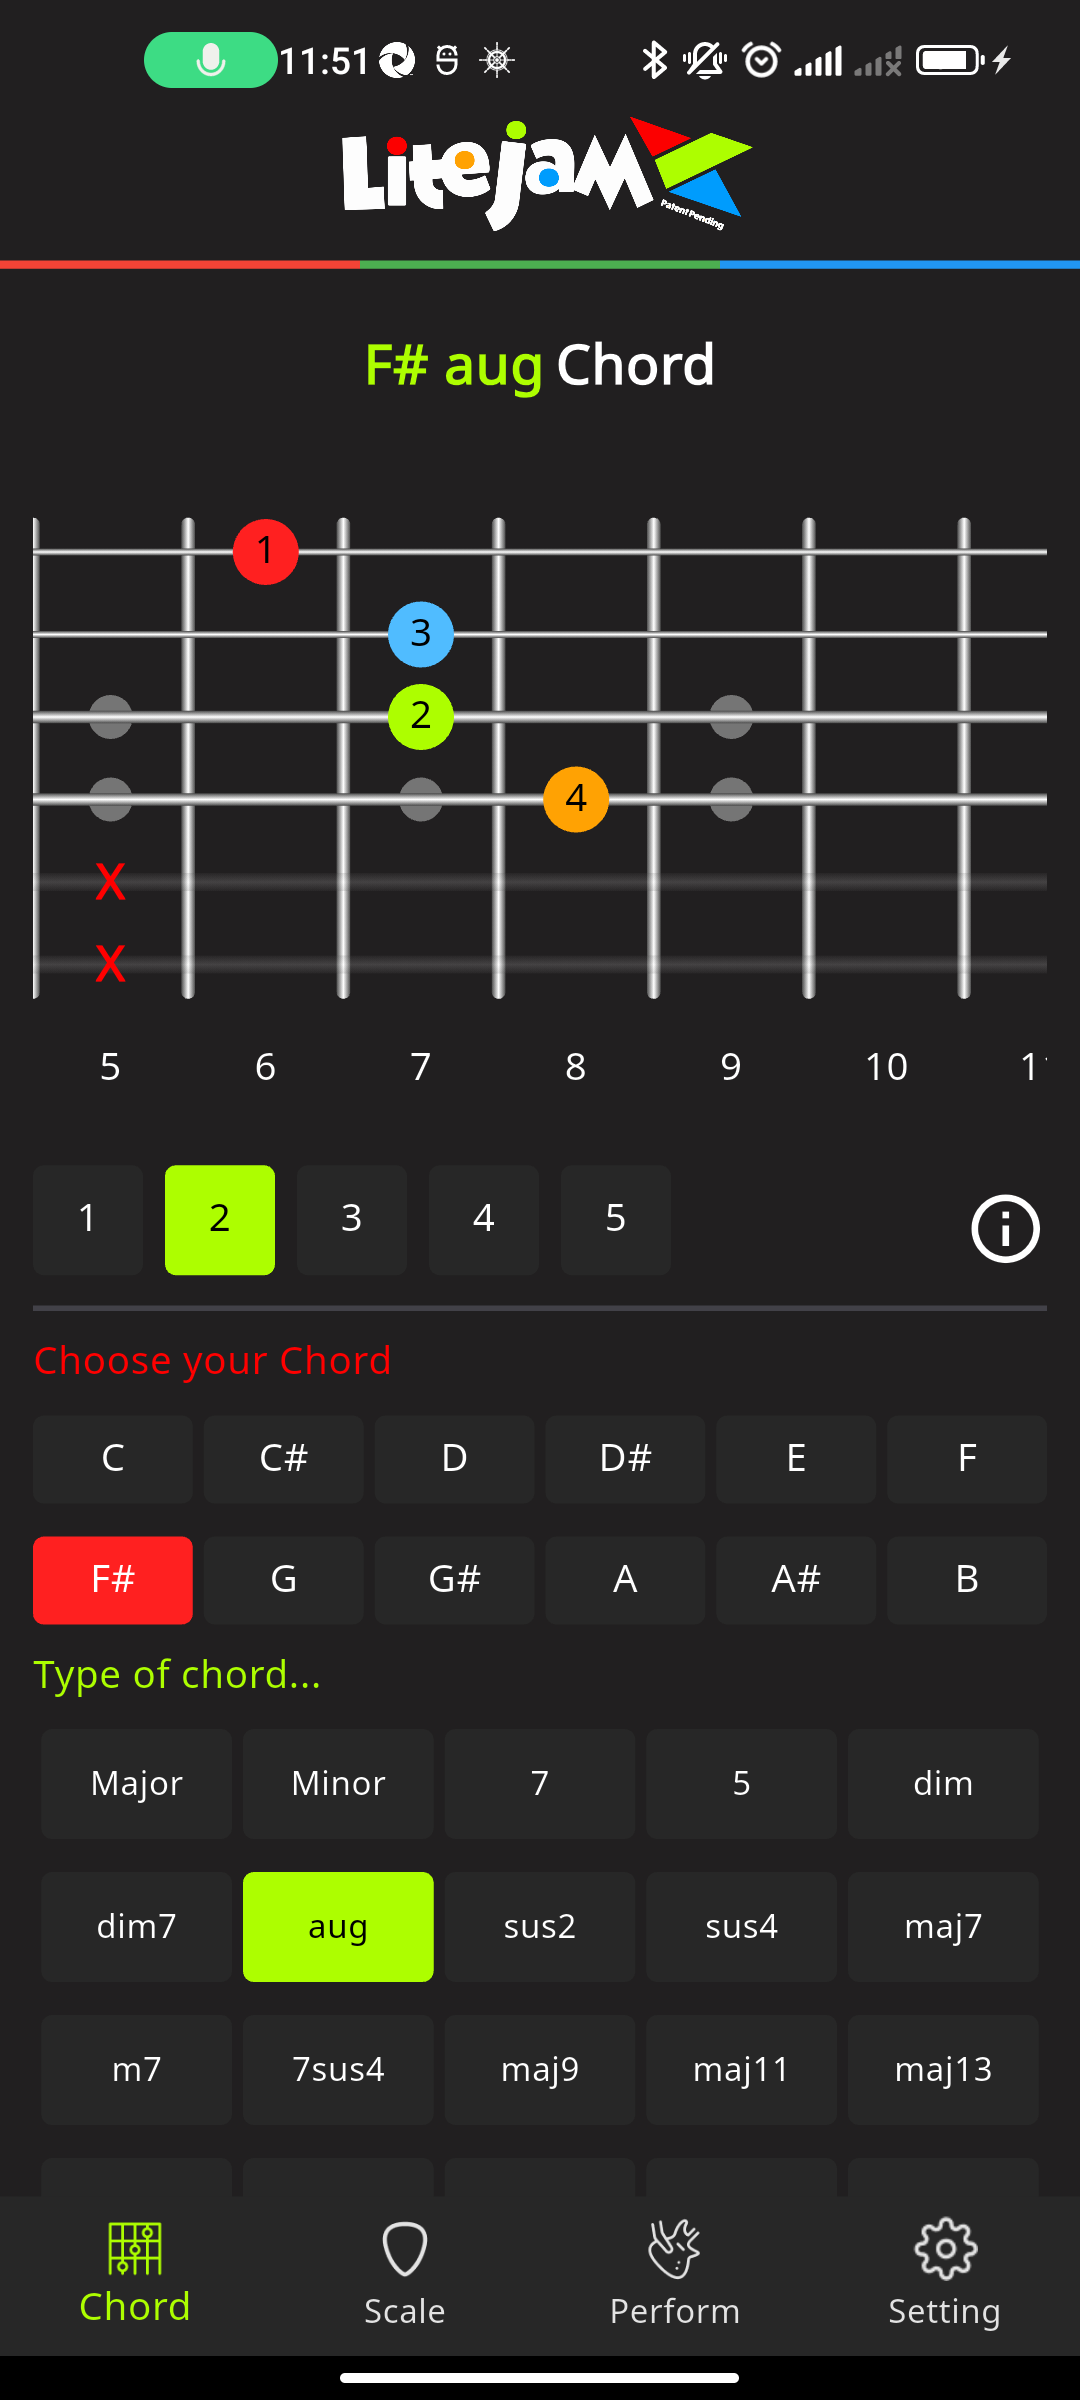 11:51
LitejaM
Patent Pending
F# aug Chord
1
3
2
4
X
X
5 6 7 8 9 10
1 2 3 4 5
Choose your Chord
C C# D D# E F
F# G G# A A# B
Type of chord...
Major Minor 7 5 dim
dim7 aug sus2 sus4 maj7
m7 7sus4 maj9 maj11 maj13
Chord Scale Perform Setting